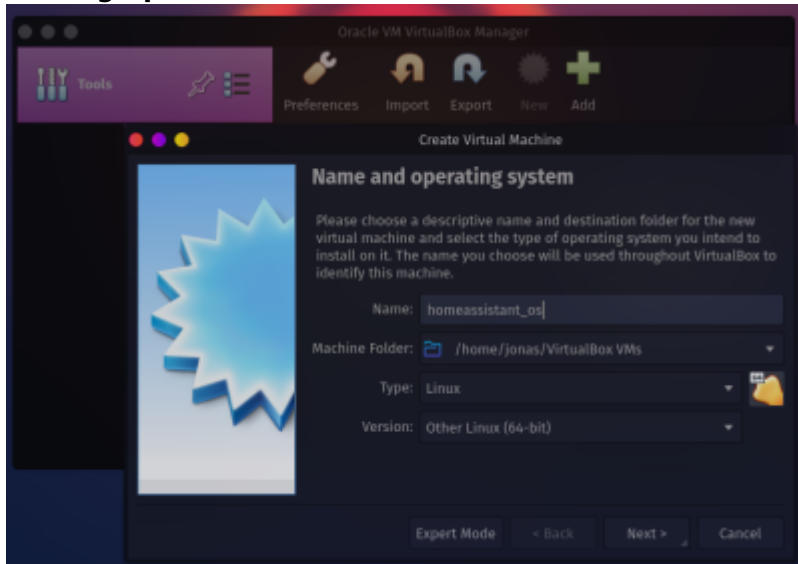 Oracle VM VirtualBox Manager
Tools
Preferences Import Export New Add
Create Virtual Machine
Name and operating system
Please choose a descriptive name and destination folder for the new
virtual machine and select the type of operating system you intend to
install on it. The name you choose will be used throughout VirtualBox to
identify this machine.
Name: homeassistant_os
Machine Folder: /home/jonas/VirtualBox VMs
Type: Linux
Version: Other Linux (64-bit)
Expert Mode < Back Next > Cancel